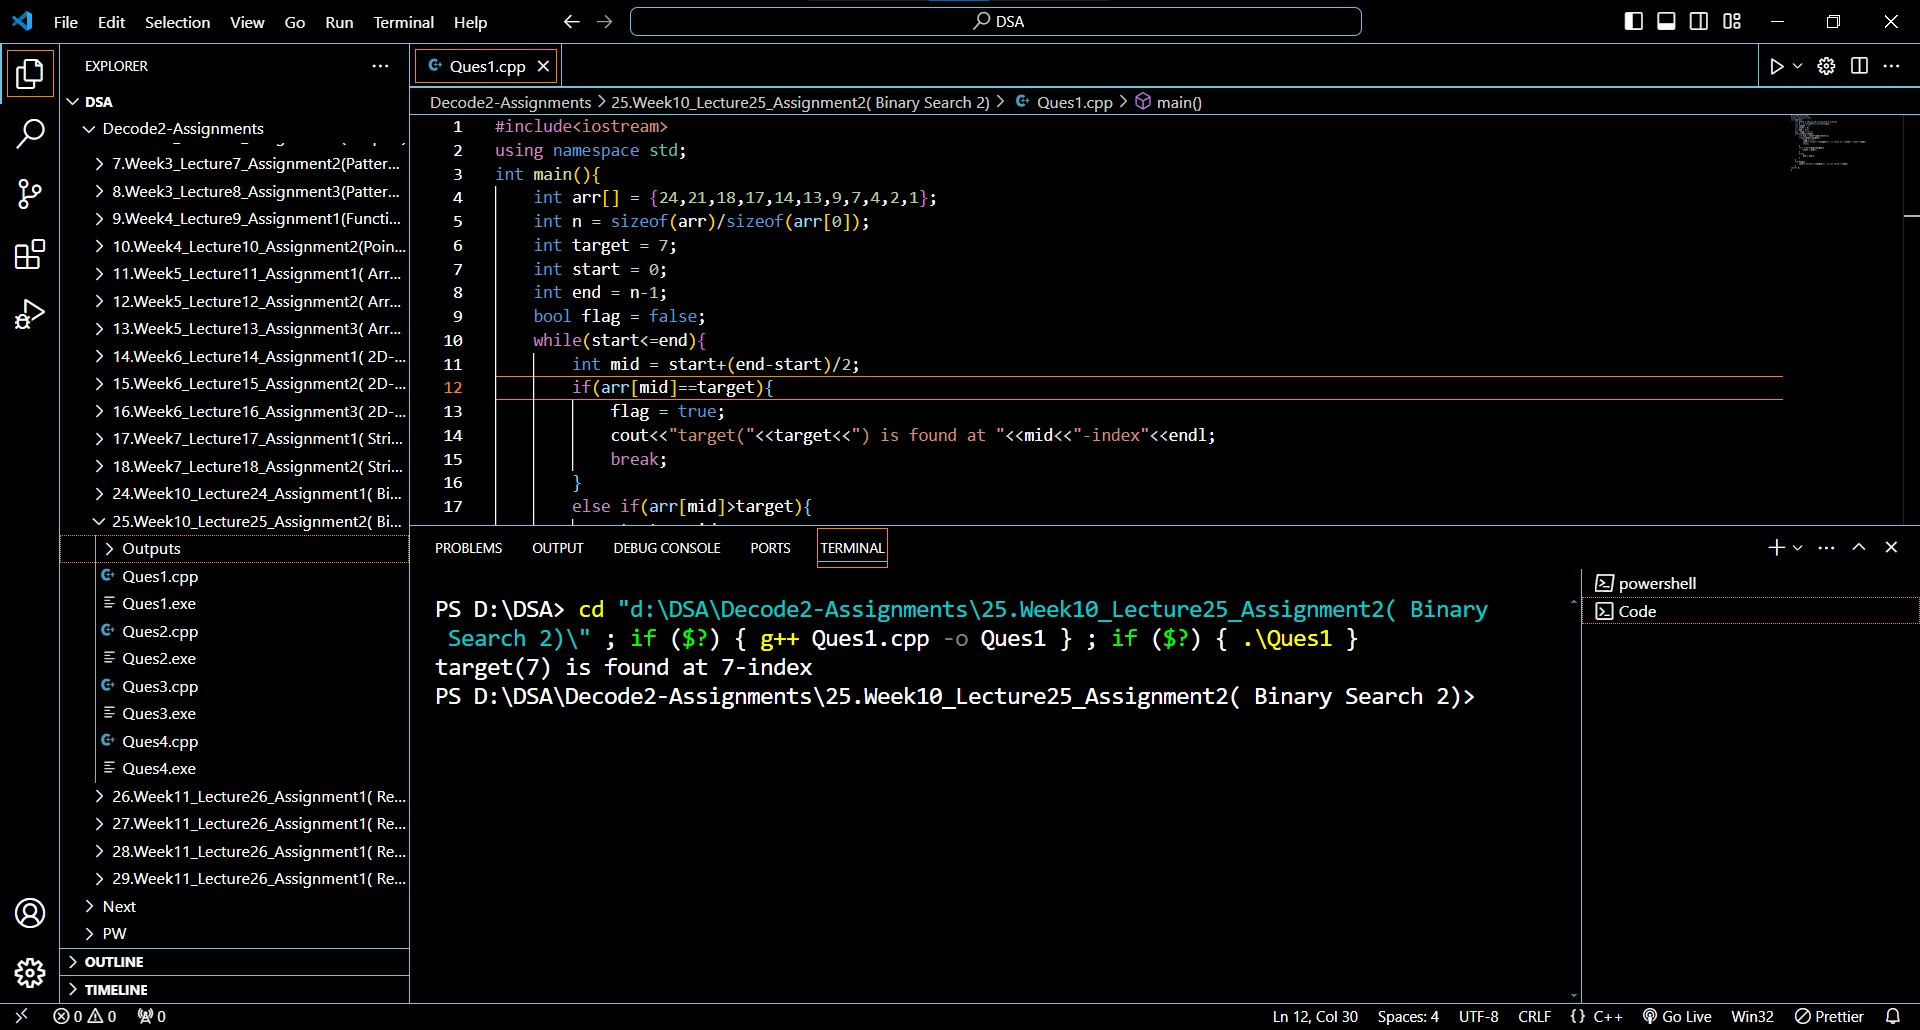 File Edit Selection View Go Run Terminal Help
DSA
EXPLORER
DSA
Decode2-Assignments
7.Week3_Lecture7_Assignment2(Patter...
8.Week3_Lecture8_Assignment3(Patter...
9.Week4_Lecture9_Assignment1(Functi...
10.Week4_Lecture10_Assignment2(Poin...
11.Week5_Lecture11_Assignment1( Arr...
12.Week5_Lecture12_Assignment2( Arr...
13.Week5_Lecture13_Assignment3( Arr...
14.Week6_Lecture14_Assignment1( 2D-...
15.Week6_Lecture15_Assignment2( 2D-...
16.Week6_Lecture16_Assignment3( 2D-...
17.Week7_Lecture17_Assignment1( Stri...
18.Week7_Lecture18_Assignment2( Stri...
24.Week10_Lecture24_Assignment1( Bi...
25.Week10_Lecture25_Assignment2( Bi...
Outputs
Ques1.cpp
Ques1.exe
Ques2.cpp
Ques2.exe
Ques3.cpp
Ques3.exe
Ques4.cpp
Ques4.exe
26.Week11_Lecture26_Assignment1( Re...
27.Week11_Lecture26_Assignment1( Re...
28.Week11_Lecture26_Assignment1( Re...
29.Week11_Lecture26_Assignment1( Re...
Next
PW
OUTLINE
TIMELINE
Ques1.cpp
Decode2-Assignments > 25.Week10_Lecture25_Assignment2( Binary Search 2) > Ques1.cpp > main()
1 #include<iostream>
2 using namespace std;
3 int main(){
4 int arr[] = {24,21,18,17,14,13,9,7,4,2,1};
5 int n = sizeof(arr)/sizeof(arr[0]);
6 int target = 7;
7 int start = 0;
8 int end = n-1;
9 bool flag = false;
10 while(start<=end){
11 int mid = start+(end-start)/2;
12 if(arr[mid]==target){
13 flag = true;
14 cout<<"target("<<target<<") is found at "<<mid<<"-index"<<endl;
15 break;
16 }
17 else if(arr[mid]>target){
PROBLEMS OUTPUT DEBUG CONSOLE PORTS TERMINAL
PS D:\DSA> cd "d:\DSA\Decode2-Assignments\25.Week10_Lecture25_Assignment2( Binary
Search 2)\" ; if ($?) { g++ Ques1.cpp -o Ques1 } ; if ($?) { .\Ques1 }
target(7) is found at 7-index
PS D:\DSA\Decode2-Assignments\25.Week10_Lecture25_Assignment2( Binary Search 2)>
powershell
Code
0 0 0 Ln 12, Col 30 Spaces: 4 UTF-8 CRLF {} C++ Go Live Win32 Prettier